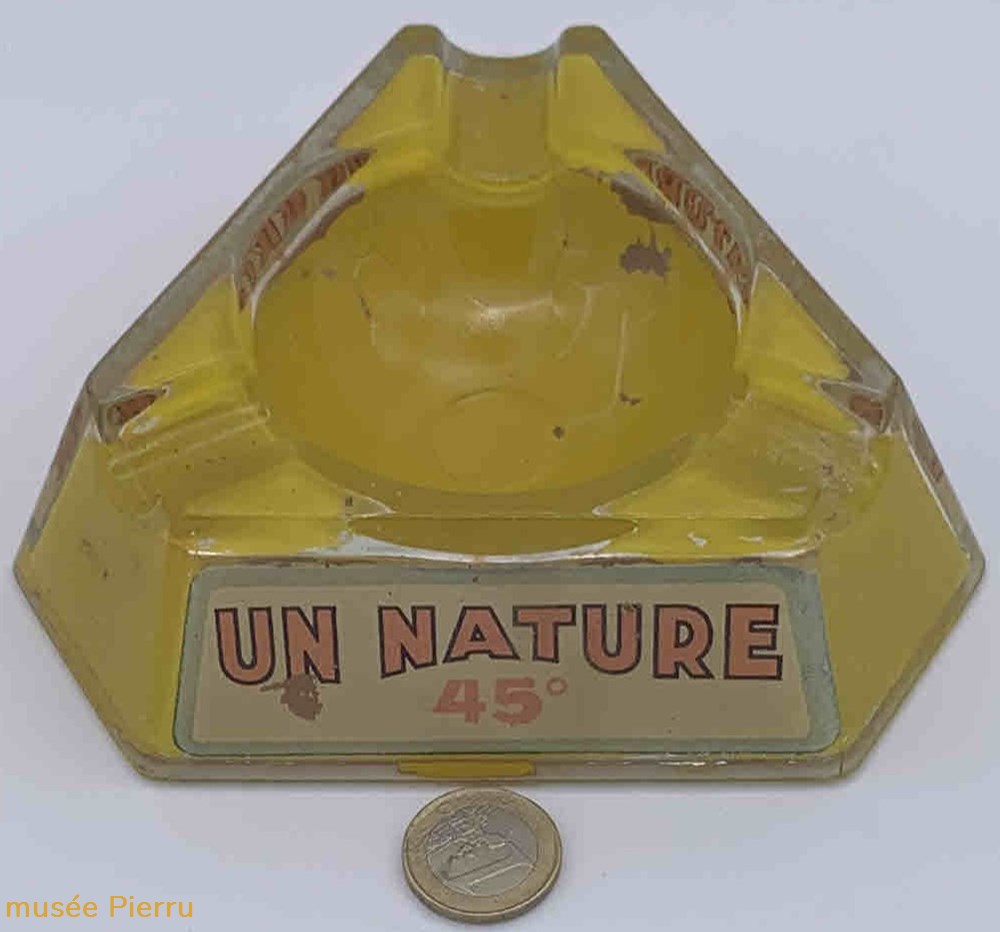 UN NATURE
45°
musée Pierru